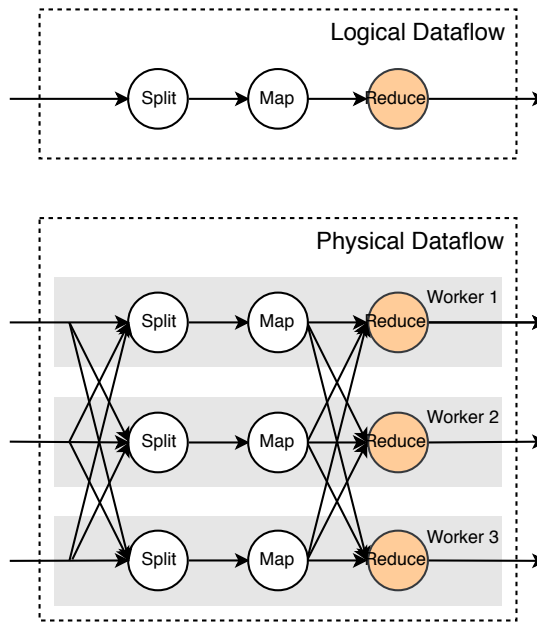 Logical Dataflow
Split Map Reduce
Physical Dataflow
Worker 1
Split Map Reduce
Worker 2
Split Map Reduce
Worker 3
Split Map Reduce